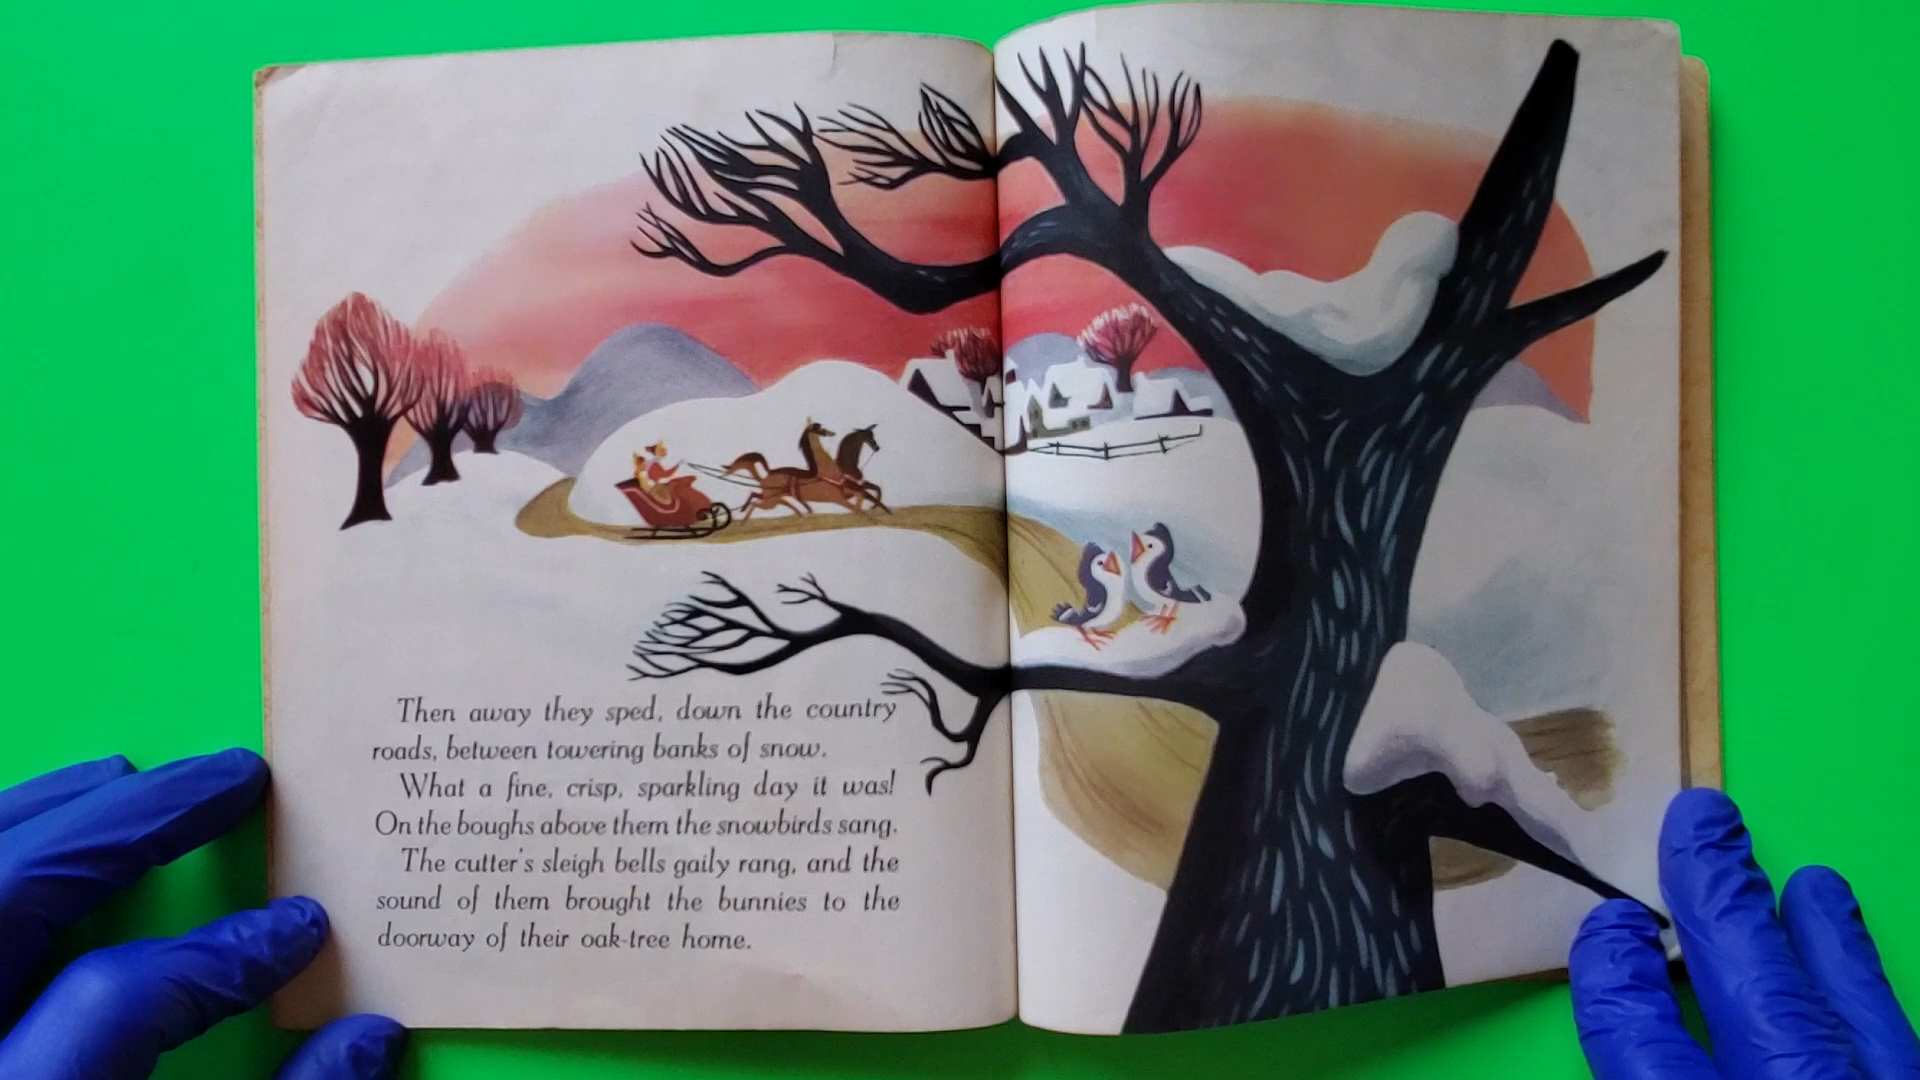 Then away they sped, down the country
roads, between towering banks of snow.
What a fine, crisp, sparkling day it was!
On the boughs above them the snowbirds sang.
The cutter's sleigh bells gaily rang, and the
sound of them brought the bunnies to the
doorway of their oak-tree home.